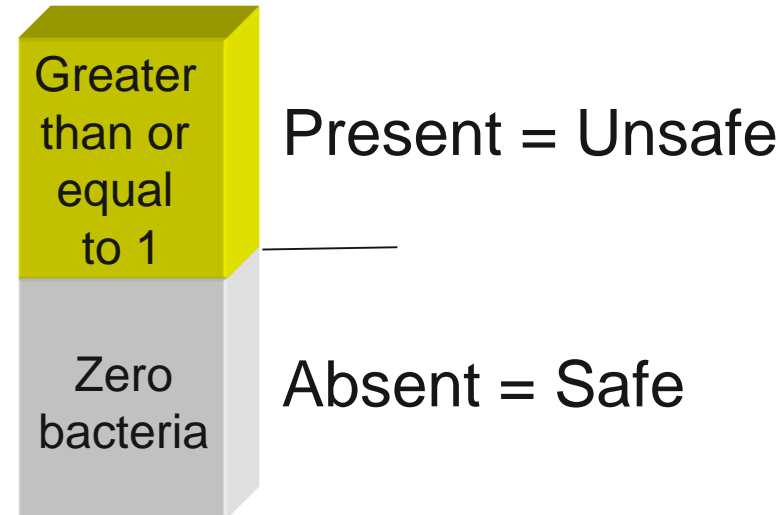 Greater
than or
equal
to 1
Present = Unsafe
Zero
bacteria
Absent = Safe